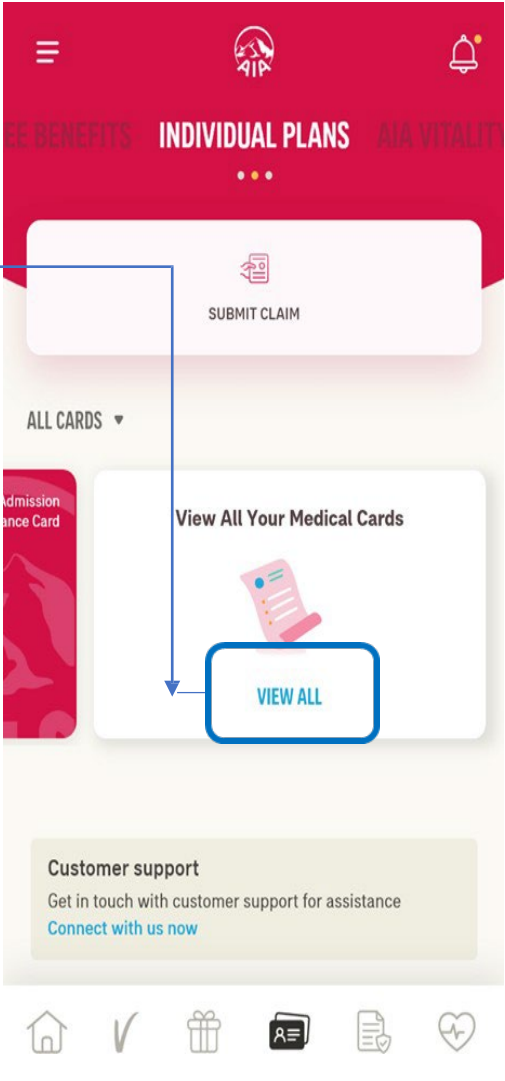 AIA
EE BENEFITS INDIVIDUAL PLANS AIA VITALITY
SUBMIT CLAIM
ALL CARDS
Admission
ance Card
View All Your Medical Cards
VIEW ALL
Customer support
Get in touch with customer support for assistance
Connect with us now